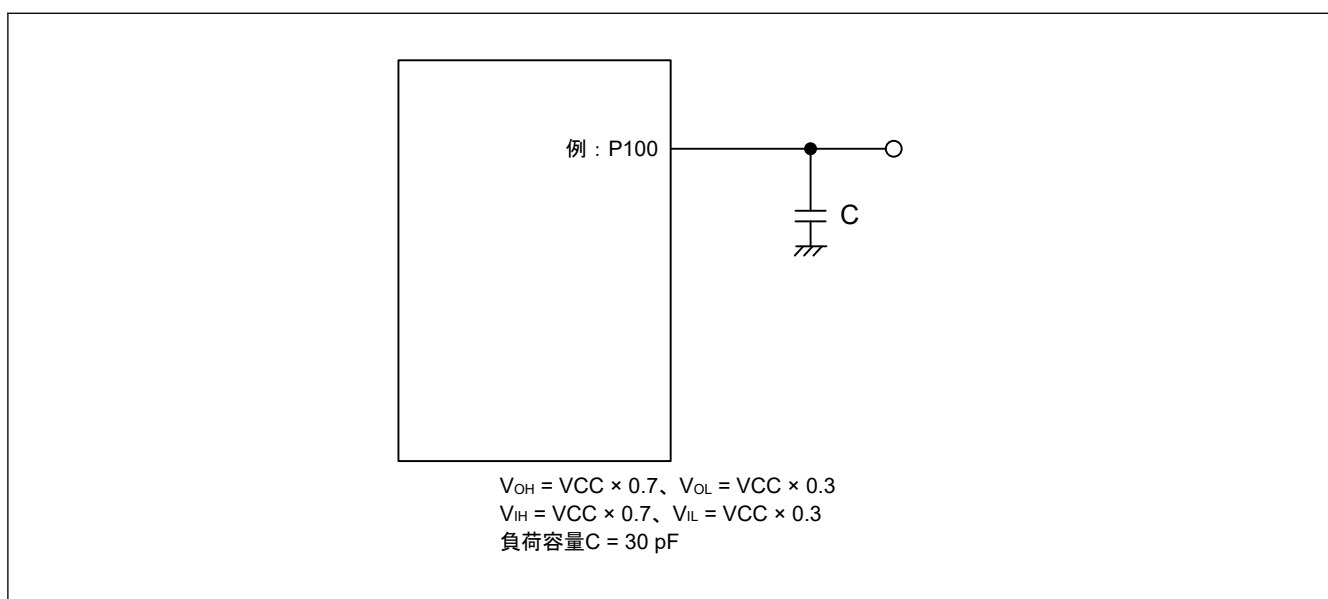 例：P100
C
VOH = VCC × 0.7、VOL = VCC × 0.3
VIH = VCC × 0.7、VIL = VCC × 0.3
負荷容量C = 30 pF